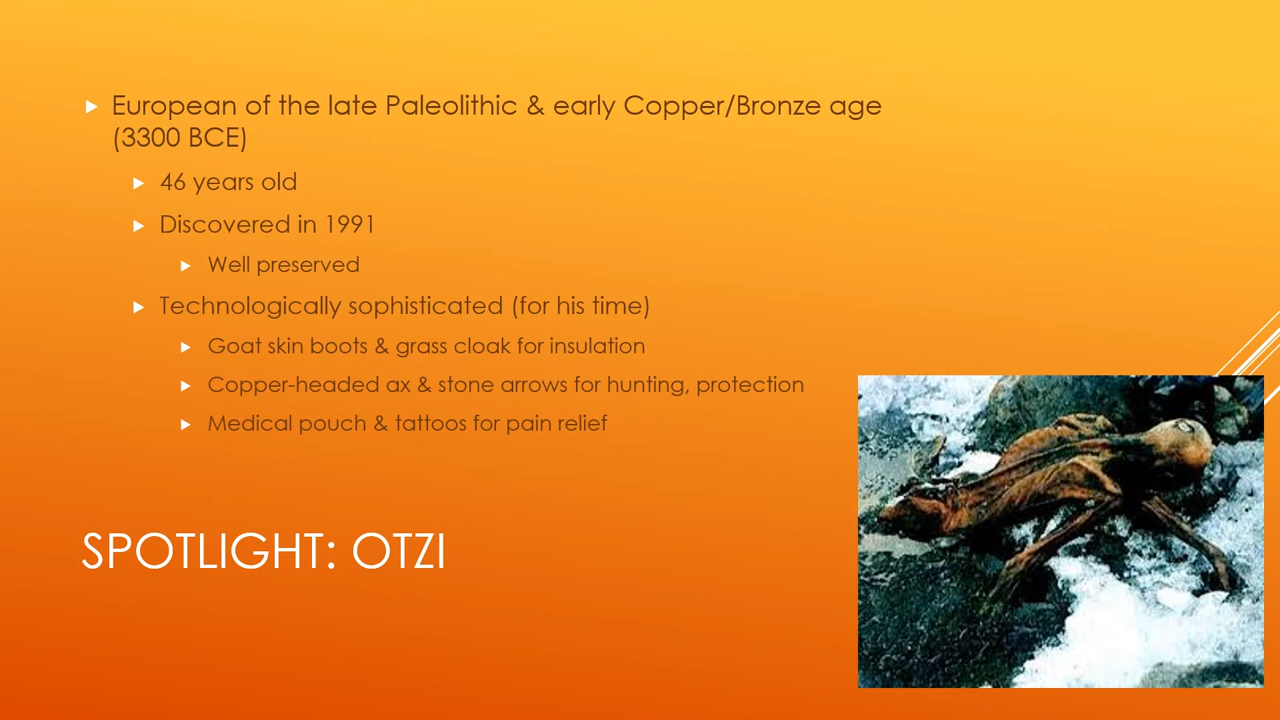 European of the late Paleolithic & early Copper/Bronze age
(3300 BCE)
46 years old
Discovered in 1991
Well preserved
Technologically sophisticated (for his time)
Goat skin boots & grass cloak for insulation
Copper-headed ax & stone arrows for hunting, protection
Medical pouch & tattoos for pain relief
SPOTLIGHT: OTZI